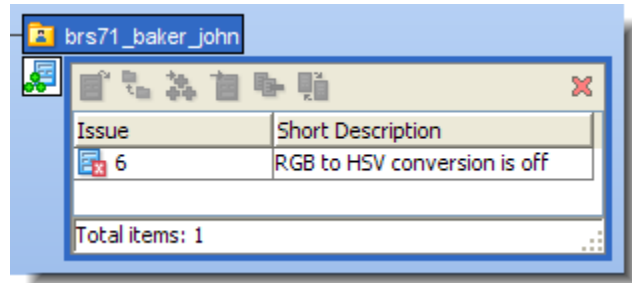 brs71_baker_john
Issue Short Description
6 RGB to HSV conversion is off
Total items: 1